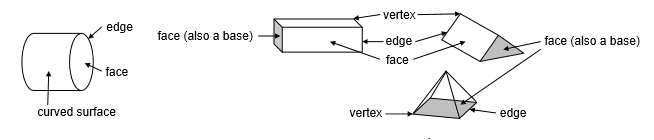 edge
face
curved surface
face (also a base)
vertex
edge
face
face (also a base)
vertex
edge